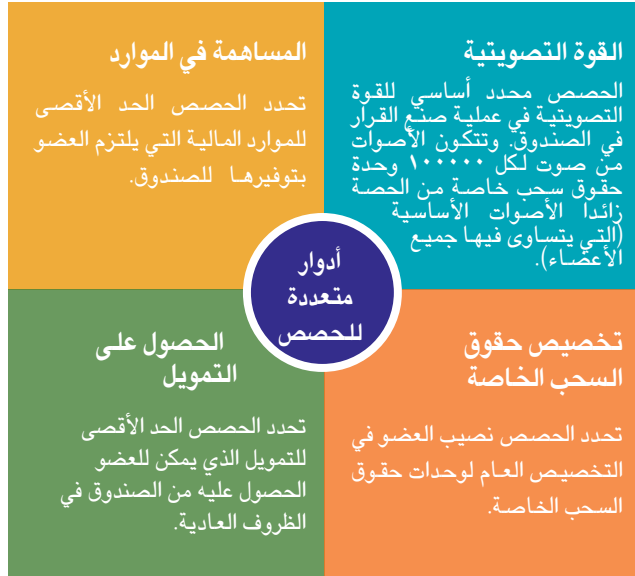 القوة التصويتية
الحصص محدد أساسي للقوة
التصويتية في عملية صنع القرار
في الصندوق. وتتكون الأصوات
من صوت لكل ١٠٠٠٠٠ وحدة
حقوق سحب خاصة من الحصة
زائدا الأصوات الأساسية
(التي يتساوى فيها جميع
الأعضاء).
المساهمة في الموارد
تحدد الحصص الحد الأقصى
للموارد المالية التي يلتزم العضو
بتوفيرها للصندوق.
أدوار
متعددة
للحصص
تخصيص حقوق
السحب الخاصة
تحدد الحصص نصيب العضو في
التخصيص العام لوحدات حقوق
السحب الخاصة.
الحصول على
التمويل
تحدد الحصص الحد الأقصى
للتمويل الذي يمكن للعضو
الحصول عليه من الصندوق في
الظروف العادية.